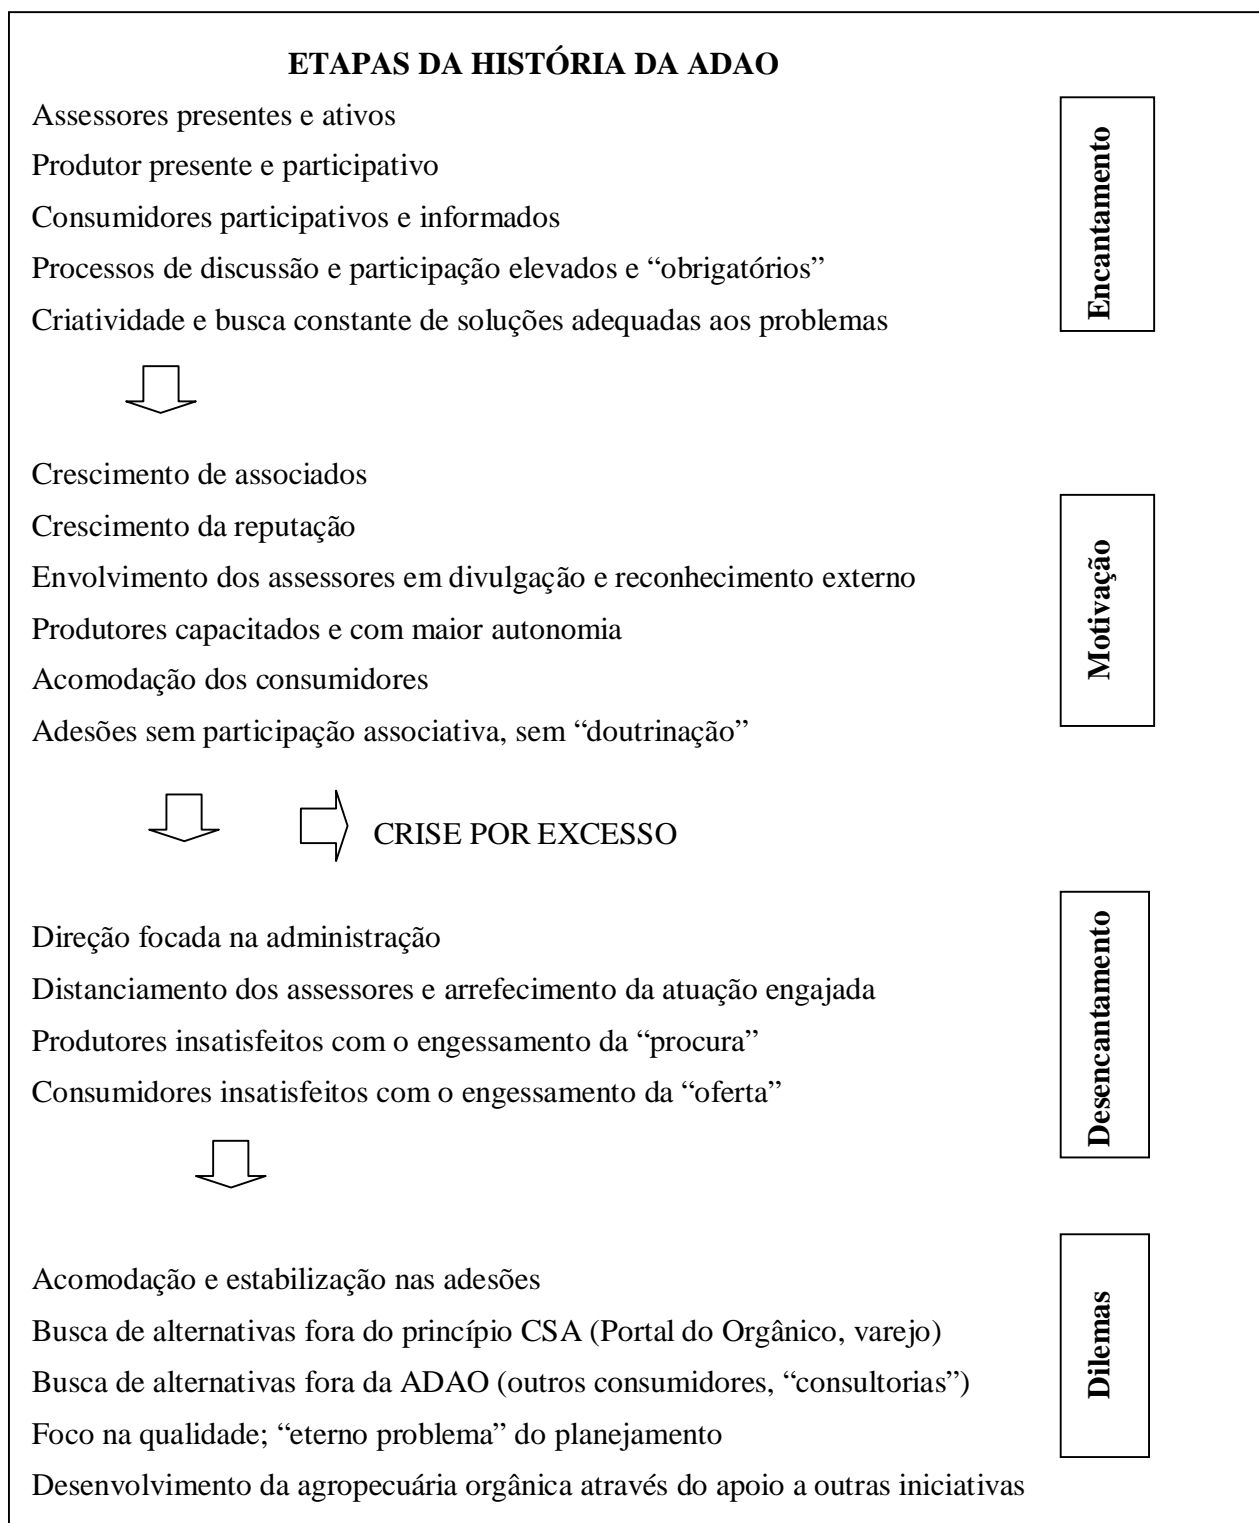 ETAPAS DA HISTÓRIA DA ADAO
Assessores presentes e ativos
Produtor presente e participativo
Consumidores participativos e informados
Processos de discussão e participação elevados e “obrigatórios”
Criatividade e busca constante de soluções adequadas aos problemas
Encantamento
Crescimento de associados
Crescimento da reputação
Envolvimento dos assessores em divulgação e reconhecimento externo
Produtores capacitados e com maior autonomia
Acomodação dos consumidores
Adesões sem participação associativa, sem “doutrinação”
Motivação
CRISE POR EXCESSO
Direção focada na administração
Distanciamento dos assessores e arrefecimento da atuação engajada
Produtores insatisfeitos com o engessamento da “procura”
Consumidores insatisfeitos com o engessamento da “oferta”
Desencantamento
Acomodação e estabilização nas adesões
Busca de alternativas fora do princípio CSA (Portal do Orgânico, varejo)
Busca de alternativas fora da ADAO (outros consumidores, “consultorias”)
Foco na qualidade; “eterno problema” do planejamento
Desenvolvimento da agropecuária orgânica através do apoio a outras iniciativas
Dilemas